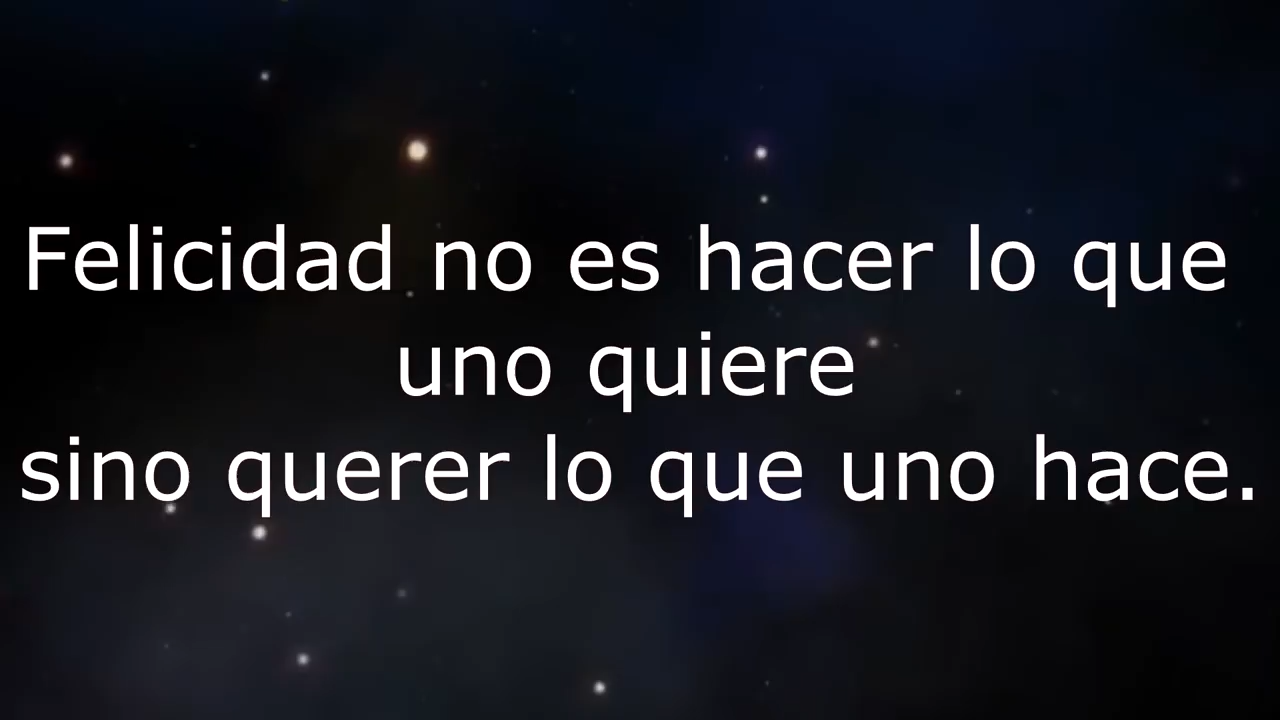 Felicidad no es hacer lo que
uno quiere
sino querer lo que uno hace.